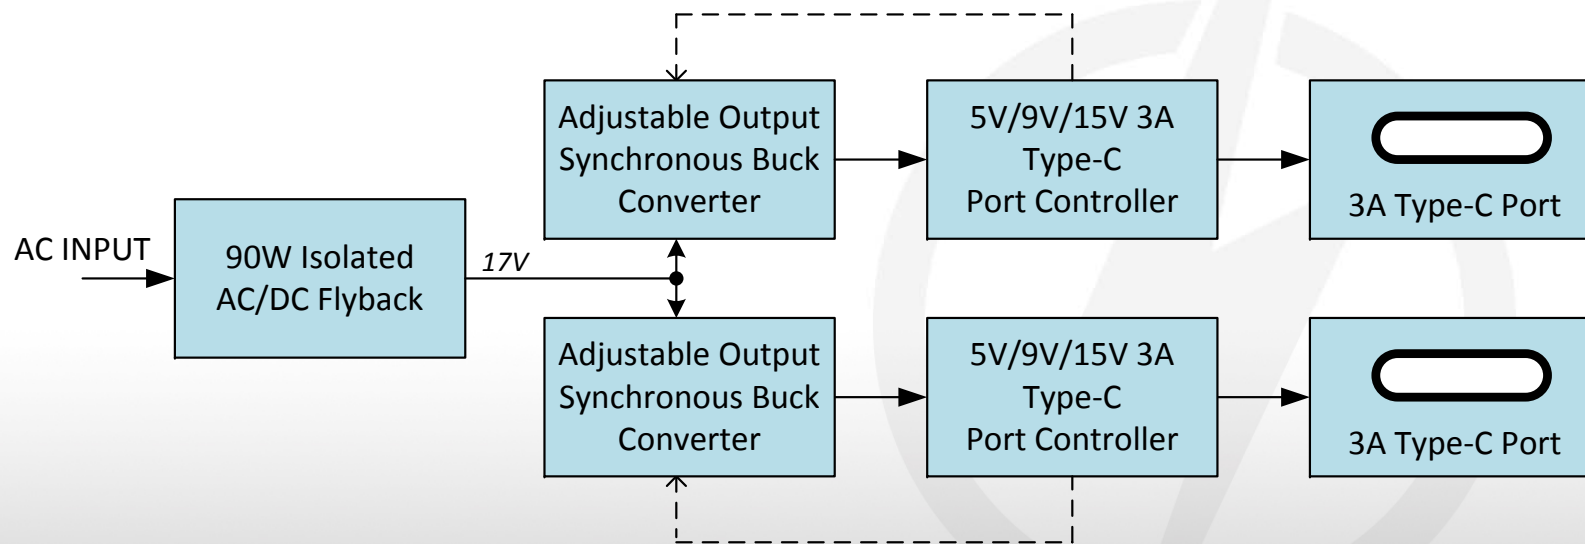 AC INPUT
90W Isolated
AC/DC Flyback
17V
Adjustable Output
Synchronous Buck
Converter
5V/9V/15V 3A
Type-C
Port Controller
3A Type-C Port
Adjustable Output
Synchronous Buck
Converter
5V/9V/15V 3A
Type-C
Port Controller
3A Type-C Port